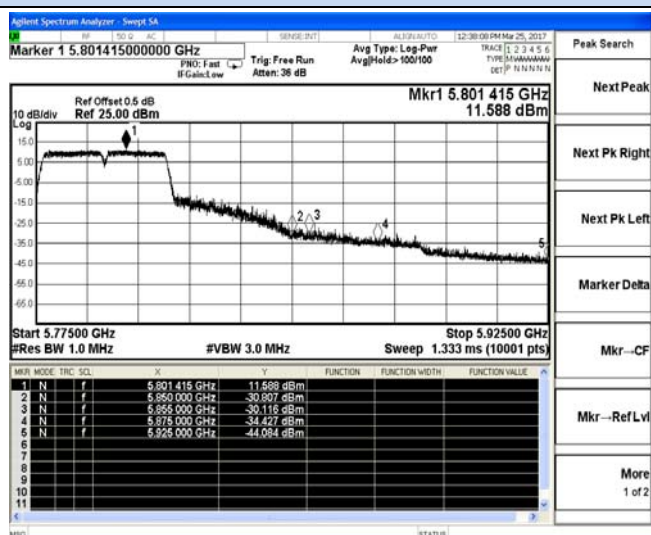 Agilent Spectrum Analyzer - Swept SA
RF 50 Ω AC SENSE:INT ALIGN AUTO 12:38:08 PM Mar 25, 2017
Marker 1 5.801415000000 GHz
PNO: Fast
IFGain:Low
Trig: Free Run
Atten: 36 dB
Avg Type: Log-Pwr
Avg|Hold:> 100/100
TRACE 1 2 3 4 5 6
TYPE
DET P N N N N N
Peak Search
Next Peak
Next Pk Right
Next Pk Left
Marker Delta
Mkr→CF
Mkr→Ref Lvl
More
1 of 2
Ref Offset 0.5 dB
10 dB/div Ref 25.00 dBm
Log
Mkr1 5.801 415 GHz
11.588 dBm
15.0
5.00
-5.00
-15.0
-25.0
-35.0
-45.0
-55.0
-65.0
1
2
3
4
5
Start 5.77500 GHz Stop 5.92500 GHz
#Res BW 1.0 MHz #VBW 3.0 MHz Sweep 1.333 ms (10001 pts)
MKR MODE TRC SCL X Y FUNCTION FUNCTION WIDTH FUNCTION VALUE
1 N f 5.801 415 GHz 11.588 dBm
2 N f 5.850 000 GHz -30.807 dBm
3 N f 5.855 000 GHz -30.116 dBm
4 N f 5.875 000 GHz -34.427 dBm
5 N f 5.925 000 GHz -44.084 dBm
6
7
8
9
10
11
MSG STATUS